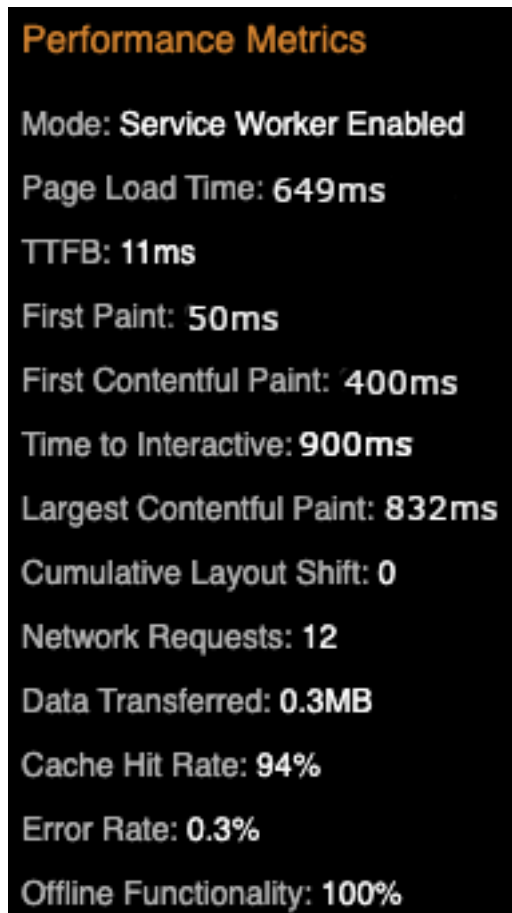 Performance Metrics
Mode: Service Worker Enabled
Page Load Time: 649ms
TTFB: 11ms
First Paint: 50ms
First Contentful Paint: 400ms
Time to Interactive: 900ms
Largest Contentful Paint: 832ms
Cumulative Layout Shift: 0
Network Requests: 12
Data Transferred: 0.3MB
Cache Hit Rate: 94%
Error Rate: 0.3%
Offline Functionality: 100%